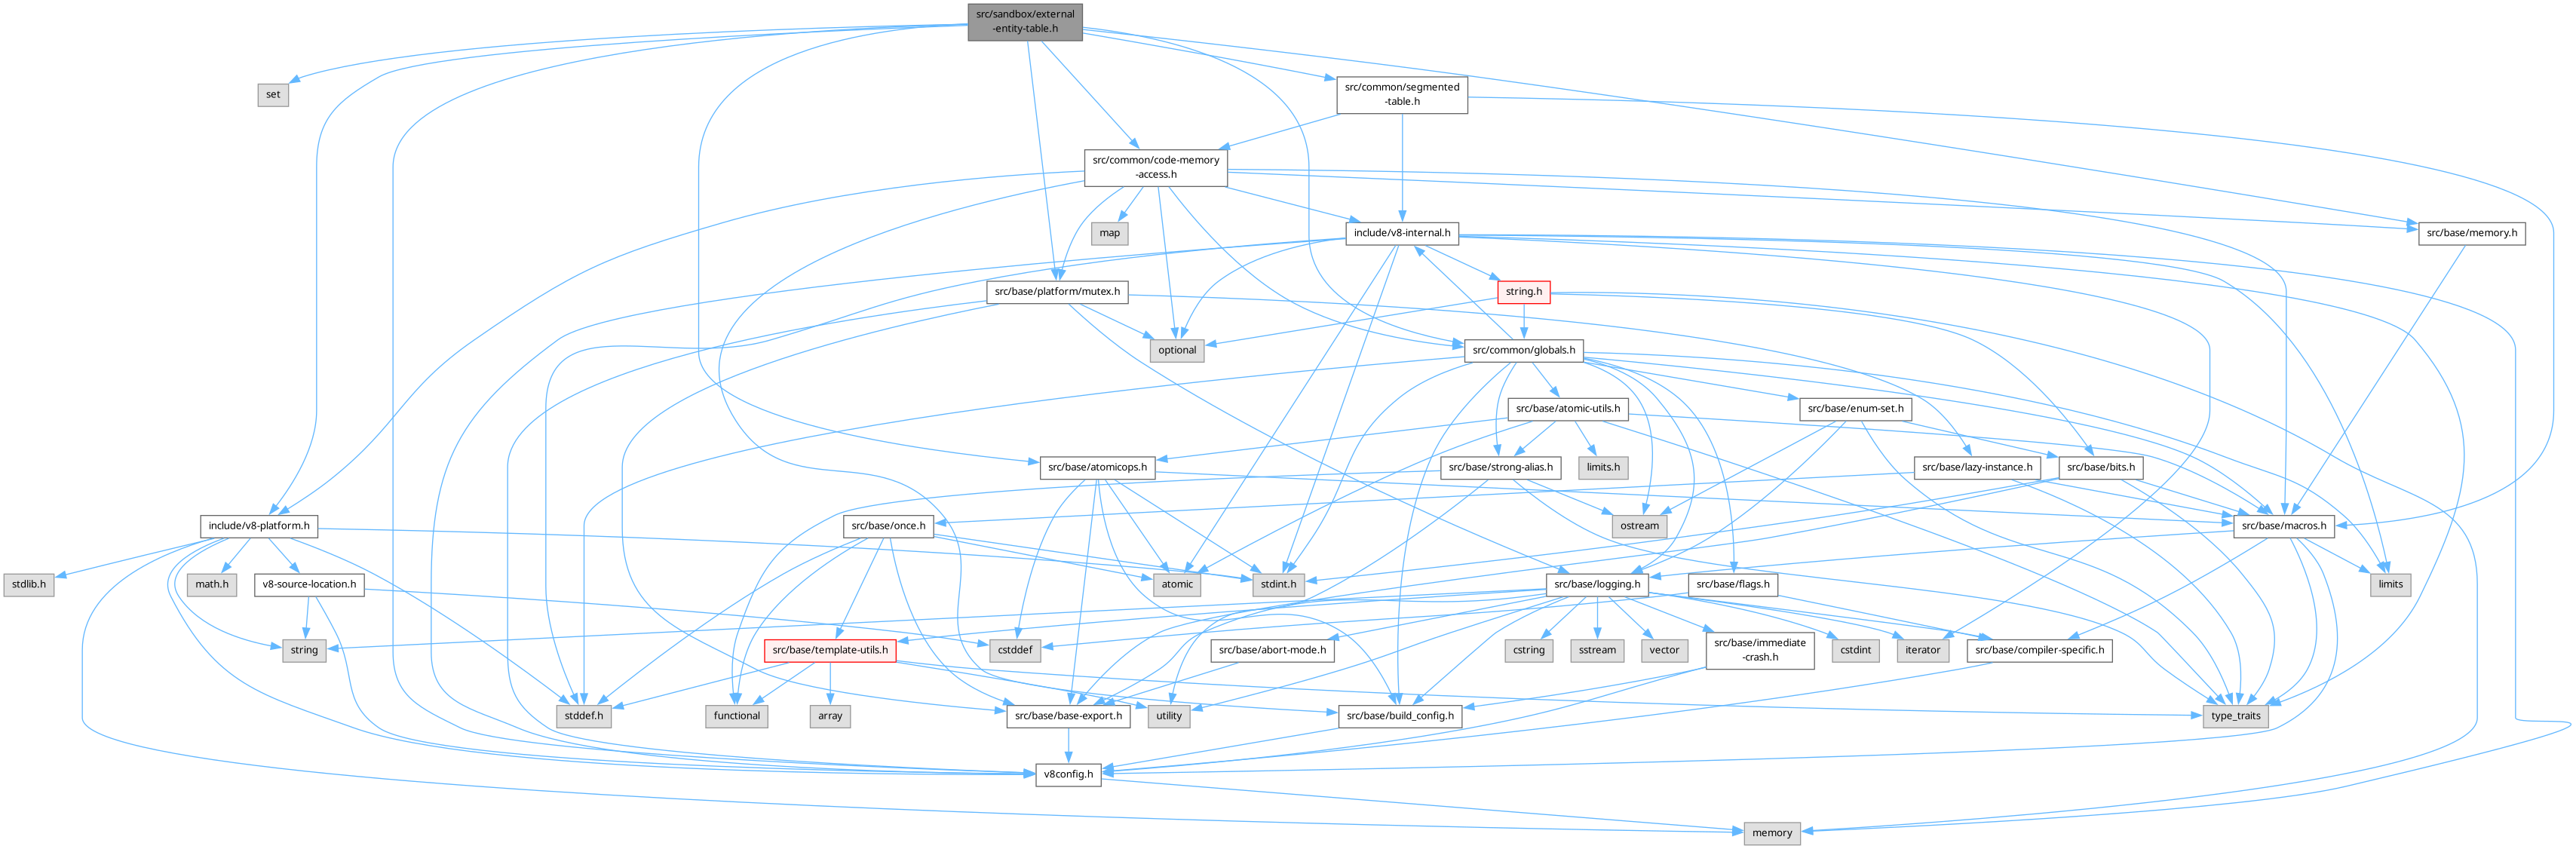 src/sandbox/external
-entity-table.h
set
src/common/segmented
-table.h
src/common/code-memory
-access.h
map
include/v8-internal.h
src/base/memory.h
src/base/platform/mutex.h
string.h
optional
src/common/globals.h
src/base/atomic-utils.h
src/base/enum-set.h
src/base/atomicops.h
src/base/strong-alias.h
limits.h
src/base/lazy-instance.h
src/base/bits.h
include/v8-platform.h
src/base/once.h
ostream
src/base/macros.h
stdlib.h
math.h
v8-source-location.h
atomic
stdint.h
src/base/logging.h
src/base/flags.h
limits
string
src/base/template-utils.h
cstddef
src/base/abort-mode.h
cstring
sstream
vector
src/base/immediate
-crash.h
cstdint
iterator
src/base/compiler-specific.h
stddef.h
functional
array
src/base/base-export.h
utility
src/base/build_config.h
type_traits
v8config.h
memory